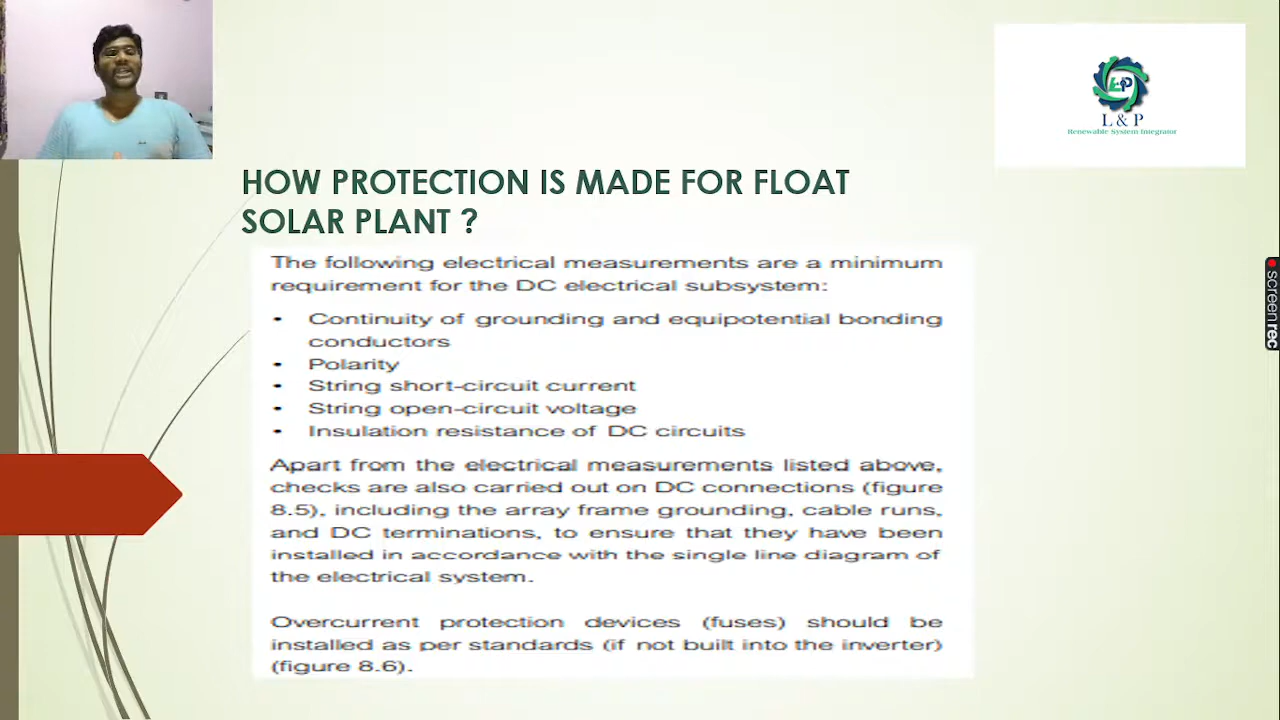 L&P
L & P
Renewable System Integrator
HOW PROTECTION IS MADE FOR FLOAT
SOLAR PLANT ?
The following electrical measurements are a minimum
requirement for the DC electrical subsystem:
• Continuity of grounding and equipotential bonding
conductors
• Polarity
• String short-circuit current
• String open-circuit voltage
• Insulation resistance of DC circuits
Apart from the electrical measurements listed above,
checks are also carried out on DC connections (figure
8.5), including the array frame grounding, cable runs,
and DC terminations, to ensure that they have been
installed in accordance with the single line diagram of
the electrical system.
Overcurrent protection devices (fuses) should be
installed as per standards (if not built into the inverter)
(figure 8.6).
screenrec